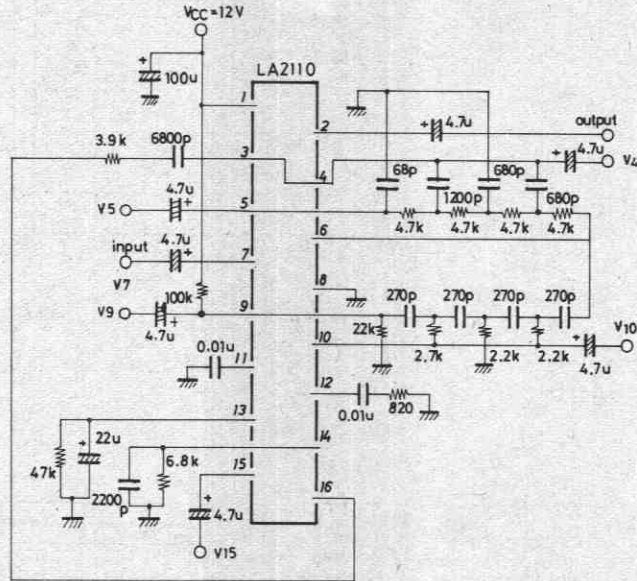 VCC=12V
+
100u
LA2110
1
2
+
4.7u
output
3.9k
6800p
3
4
+
4.7u
V4
68p
1200p
680p
680p
4.7u
+
V5
5
4.7k
4.7k
4.7k
4.7k
input
4.7u
+
6
7
V7
100k
8
V9
4.7u
+
9
270p
270p
270p
270p
22k
2.7k
2.2k
2.2k
10
V10
4.7u
+
0.01u
11
12
0.01u
820
13
14
47k
+
22u
2200
p
6.8k
15
16
+
4.7u
V15